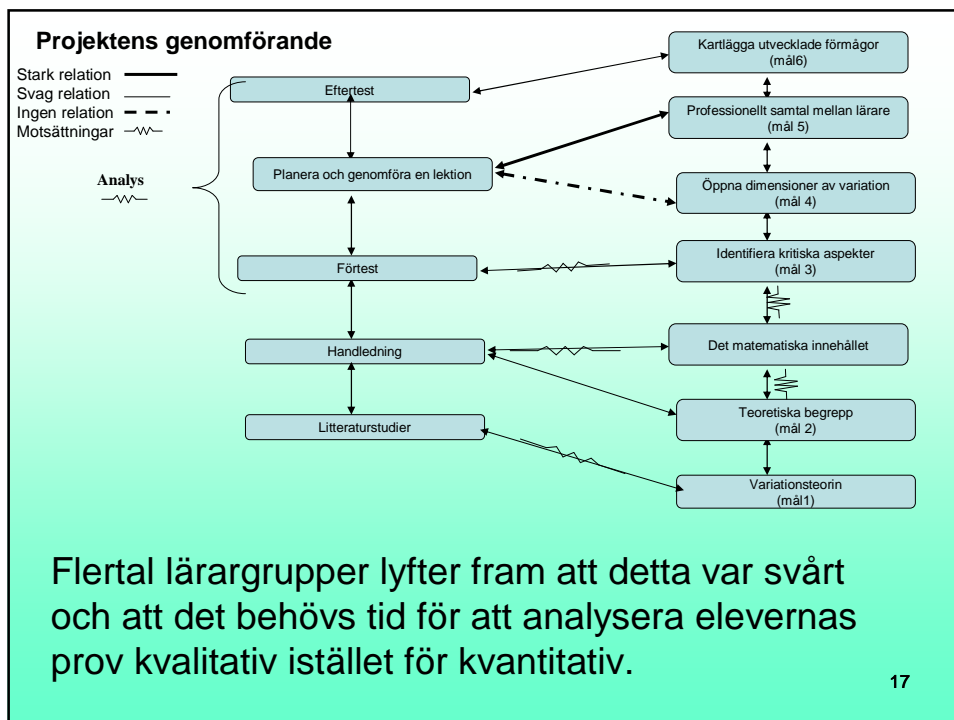 Projektens genomförande
Stark relation
Svag relation
Ingen relation
Motsättningar
Analys
Eftertest
Planera och genomföra en lektion
Förtest
Handledning
Litteraturstudier
Kartlägga utvecklade förmågor
(mål6)
Professionellt samtal mellan lärare
(mål 5)
Öppna dimensioner av variation
(mål 4)
Identifiera kritiska aspekter
(mål 3)
Det matematiska innehållet
Teoretiska begrepp
(mål 2)
Variationsteorin
(mål1)
Flertal lärargrupper lyfter fram att detta var svårt
och att det behövs tid för att analysera elevernas
prov kvalitativ istället för kvantitativ.
17